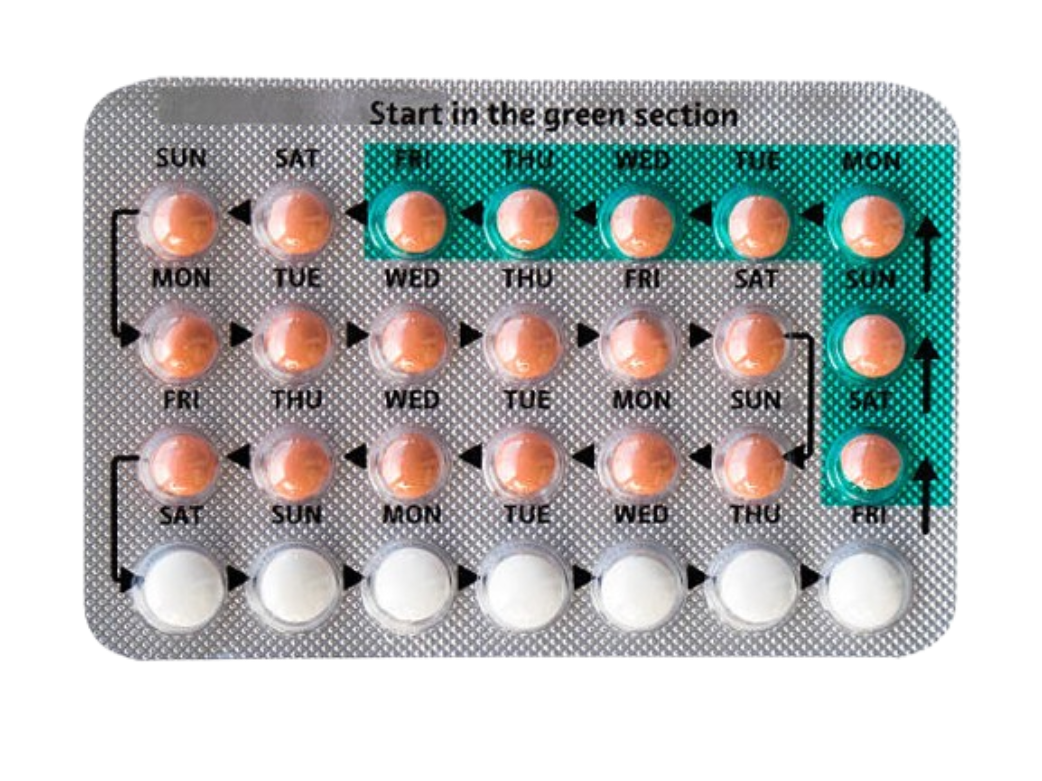 Start in the green section
SUN SAT FRI THU WED TUE MON
MON TUE WED THU FRI SAT SUN
FRI THU WED TUE MON SUN SAT
SAT SUN MON TUE WED THU FRI